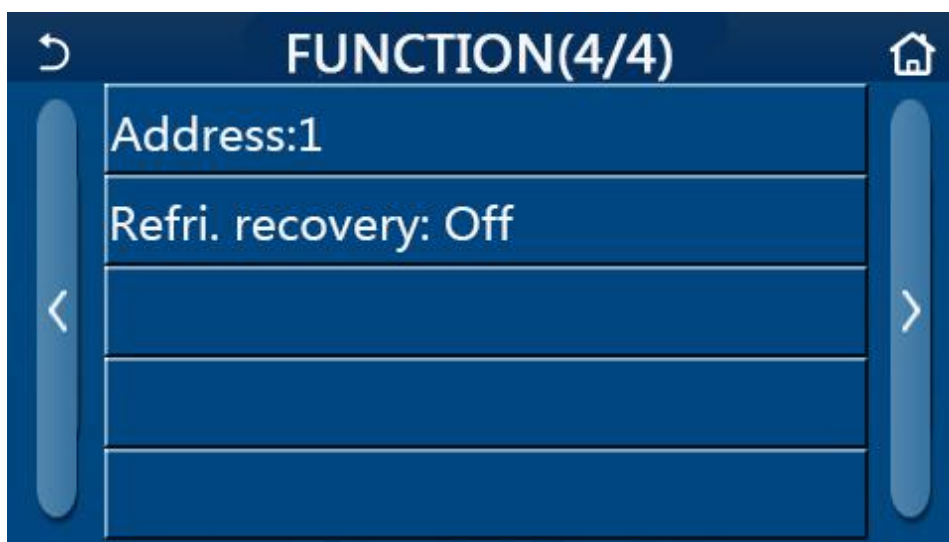 FUNCTION(4/4)
Address:1
Refri. recovery: Off